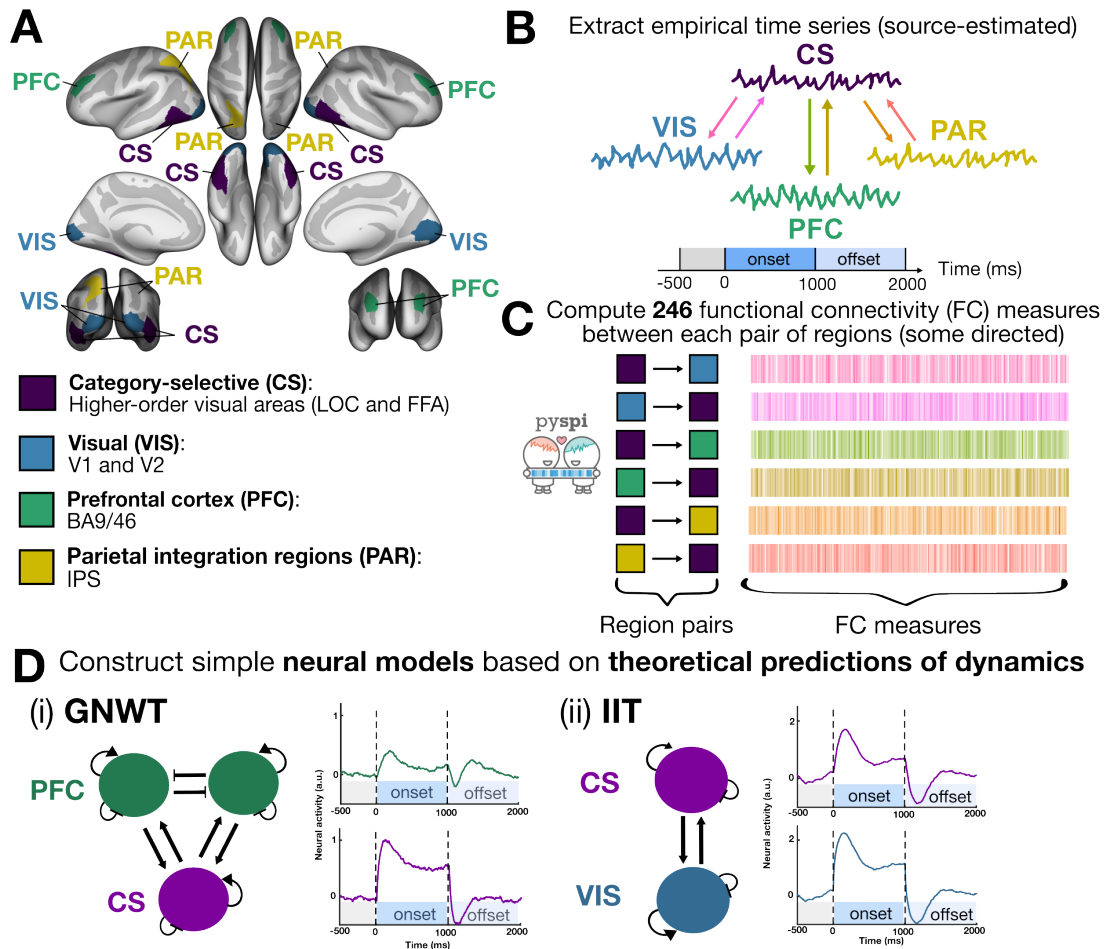 A
PAR
PAR
PFC
PFC
PAR
PAR
CS
CS
CS
CS
VIS
VIS
PAR
VIS
PFC
CS
Category-selective (CS):
Higher-order visual areas (LOC and FFA)
Visual (VIS):
V1 and V2
Prefrontal cortex (PFC):
BA9/46
Parietal integration regions (PAR):
IPS
B
Extract empirical time series (source-estimated)
CS
VIS
PAR
PFC
onset
offset
Time (ms)
-500
0
1000
2000
C
Compute 246 functional connectivity (FC) measures
between each pair of regions (some directed)
pyspi
Region pairs
FC measures
D
Construct simple neural models based on theoretical predictions of dynamics
(i) GNWT
PFC
CS
Neural activity (a.u.)
1
0
onset
offset
-500
0
1000
2000
1
0
onset
offset
-500
0
1000
2000
Time (ms)
(ii) IIT
CS
VIS
Neural activity (a.u.)
2
0
onset
offset
-500
0
1000
2000
2
0
onset
offset
-500
0
1000
2000
Time (ms)